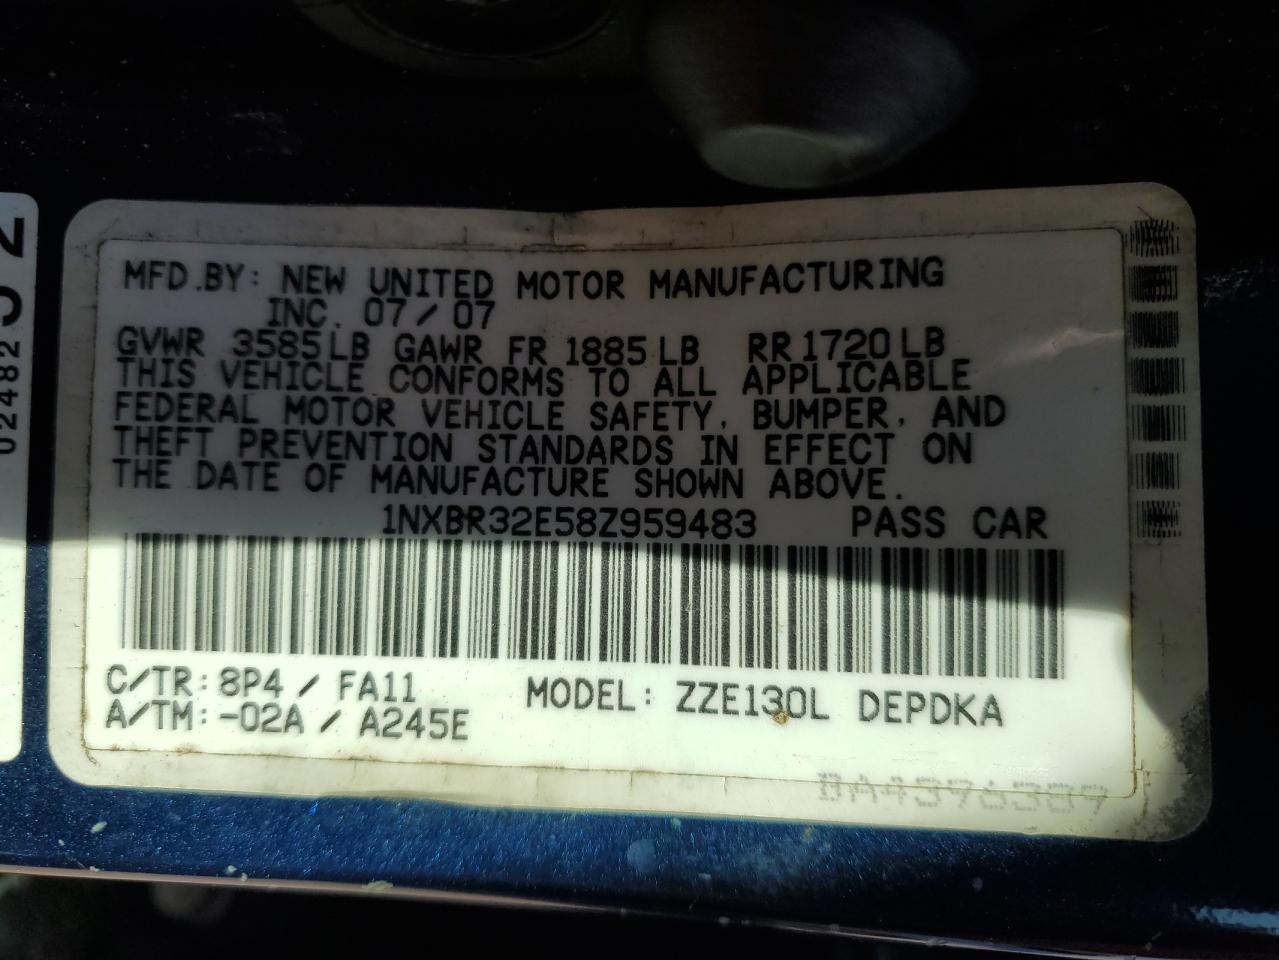 MFD.BY: NEW UNITED MOTOR MANUFACTURING
INC. 07/07
GVWR 3585LB GAWR FR 1885LB RR1720LB
THIS VEHICLE CONFORMS TO ALL APPLICABLE
FEDERAL MOTOR VEHICLE SAFETY, BUMPER, AND
THEFT PREVENTION STANDARDS IN EFFECT ON
THE DATE OF MANUFACTURE SHOWN ABOVE.
1NXBR32E58Z959483 PASS CAR
C/TR: 8P4 / FA11 MODEL: ZZE130L DEPDKA
A/TM: -02A / A245E
02482